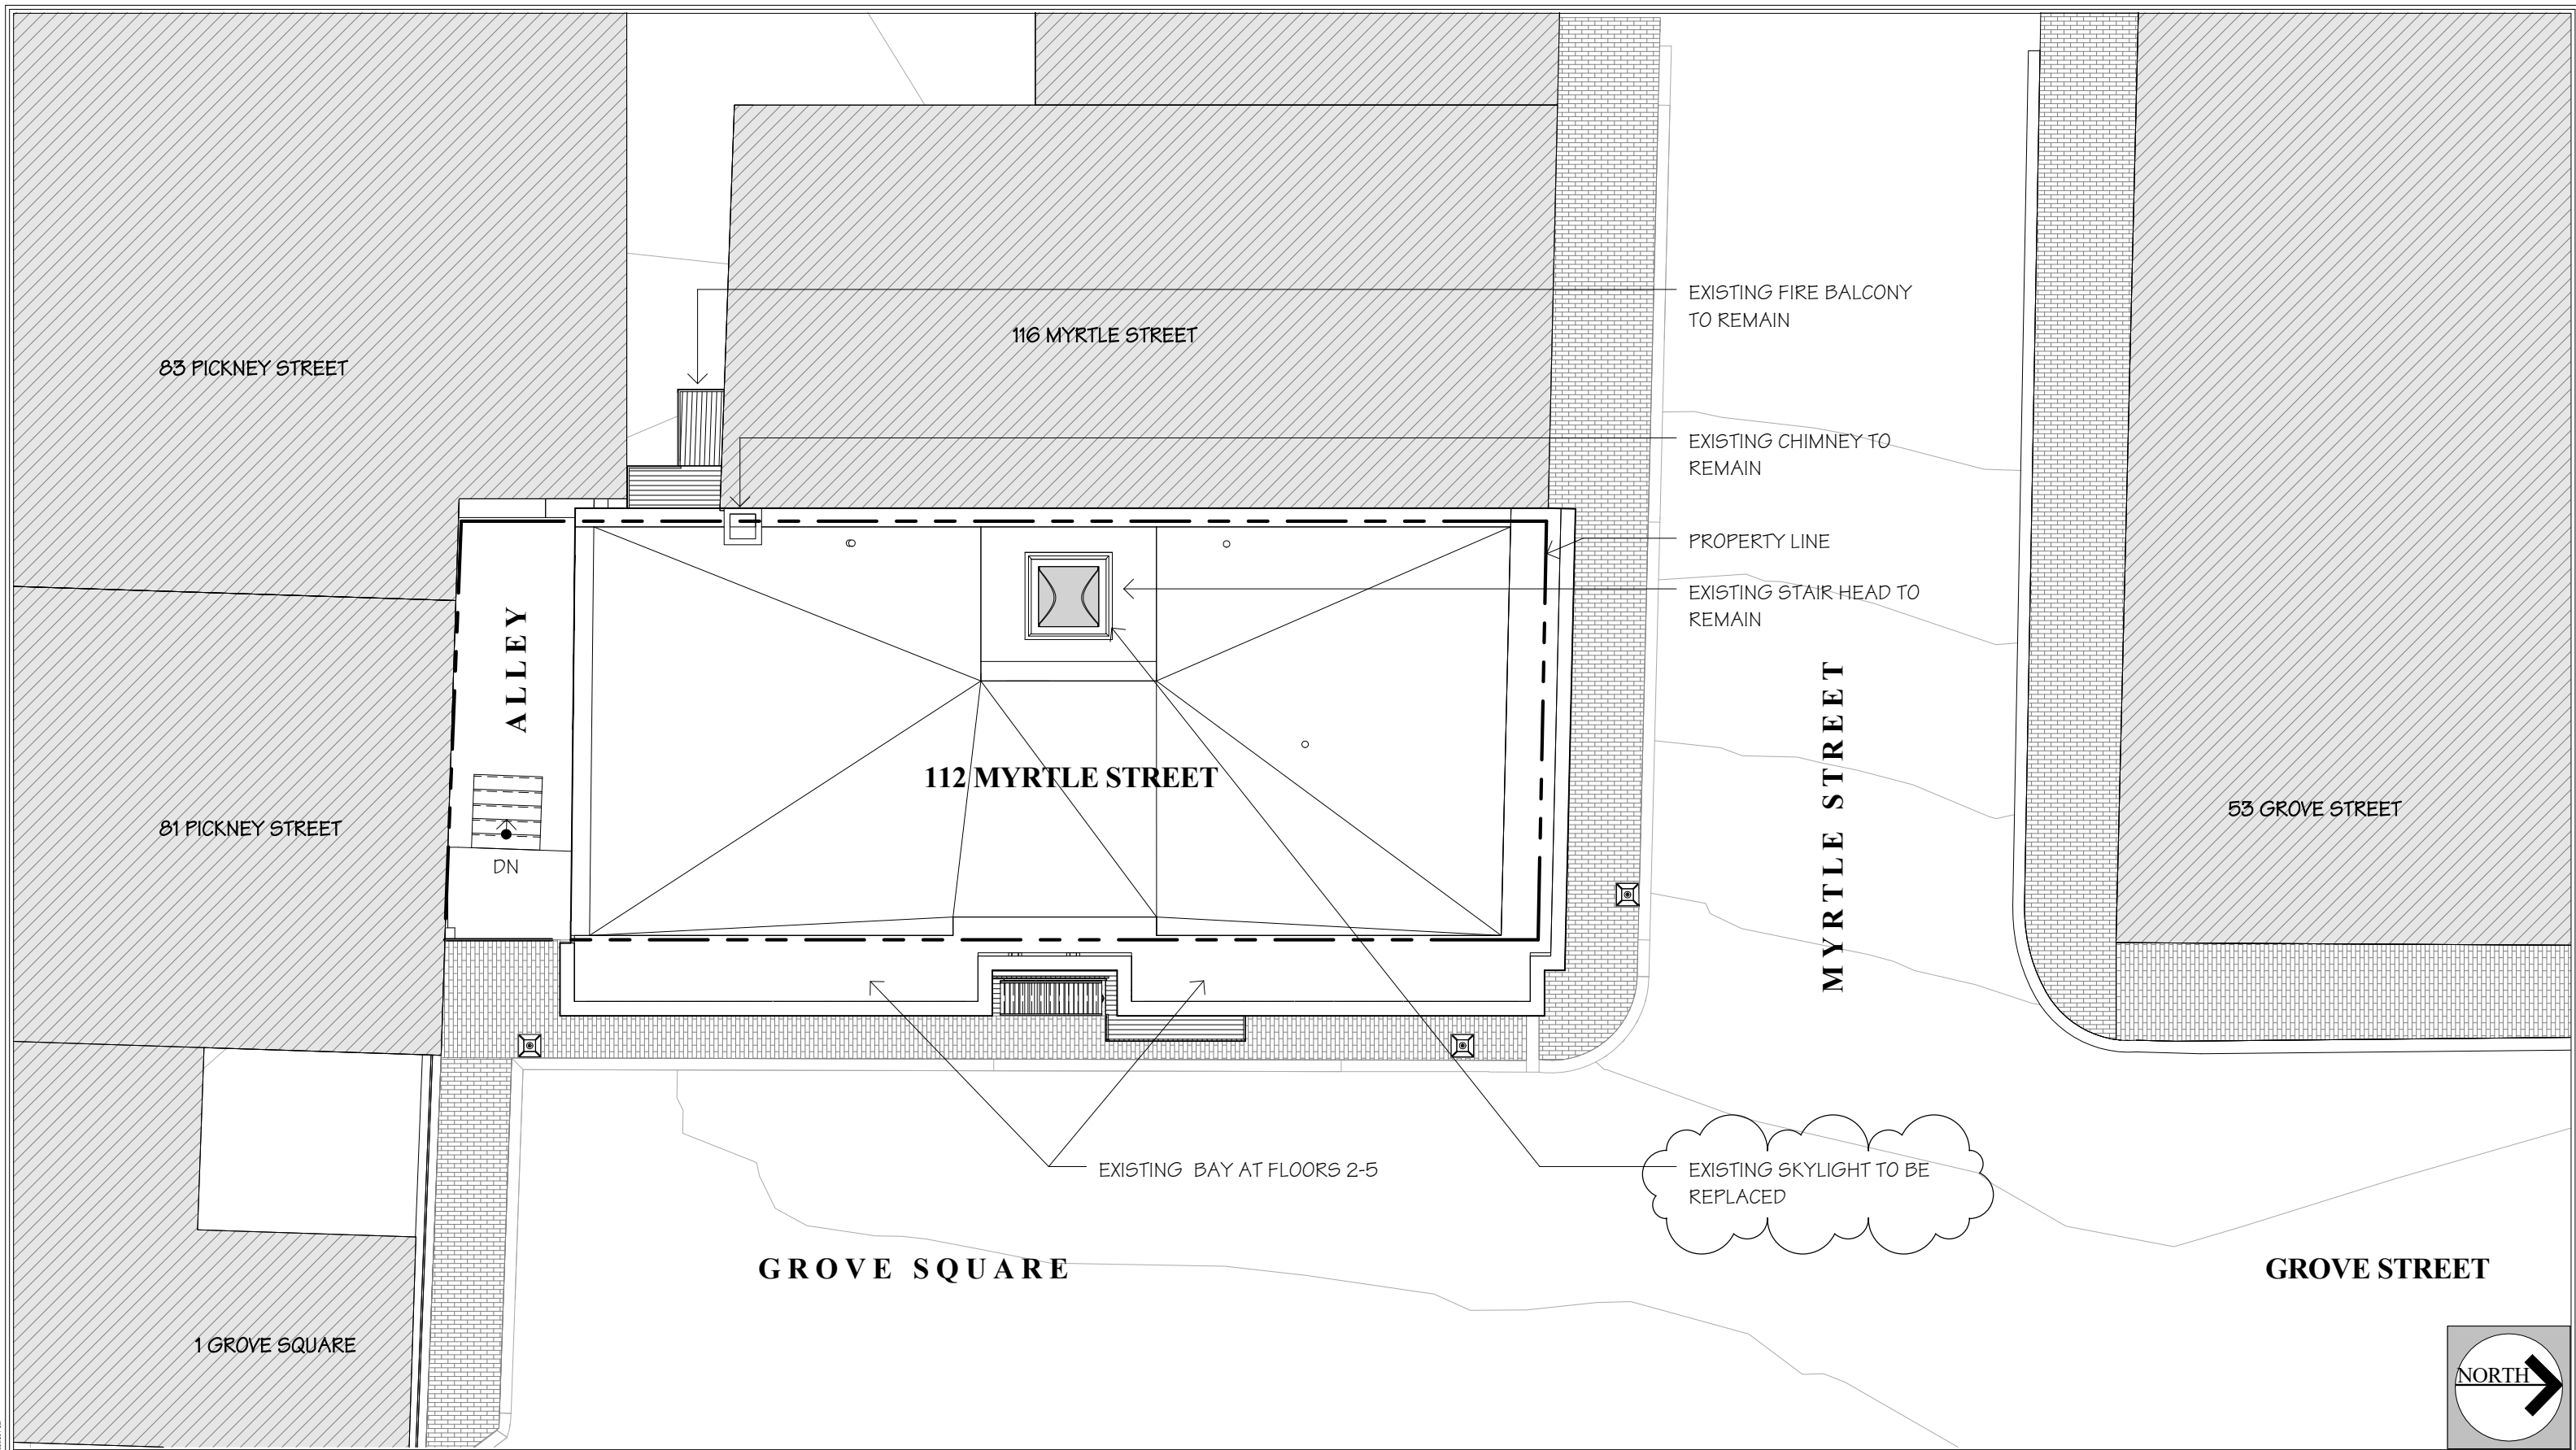 EXISTING FIRE BALCONY
TO REMAIN
116 MYRTLE STREET
83 PICKNEY STREET
EXISTING CHIMNEY TO
REMAIN
PROPERTY LINE
EXISTING STAIR HEAD TO
REMAIN
ALLEY
112 MYRTLE STREET
MYRTLE STREET
53 GROVE STREET
81 PICKNEY STREET
DN
EXISTING BAY AT FLOORS 2-5
EXISTING SKYLIGHT TO BE
REPLACED
GROVE SQUARE
GROVE STREET
1 GROVE SQUARE
NORTH